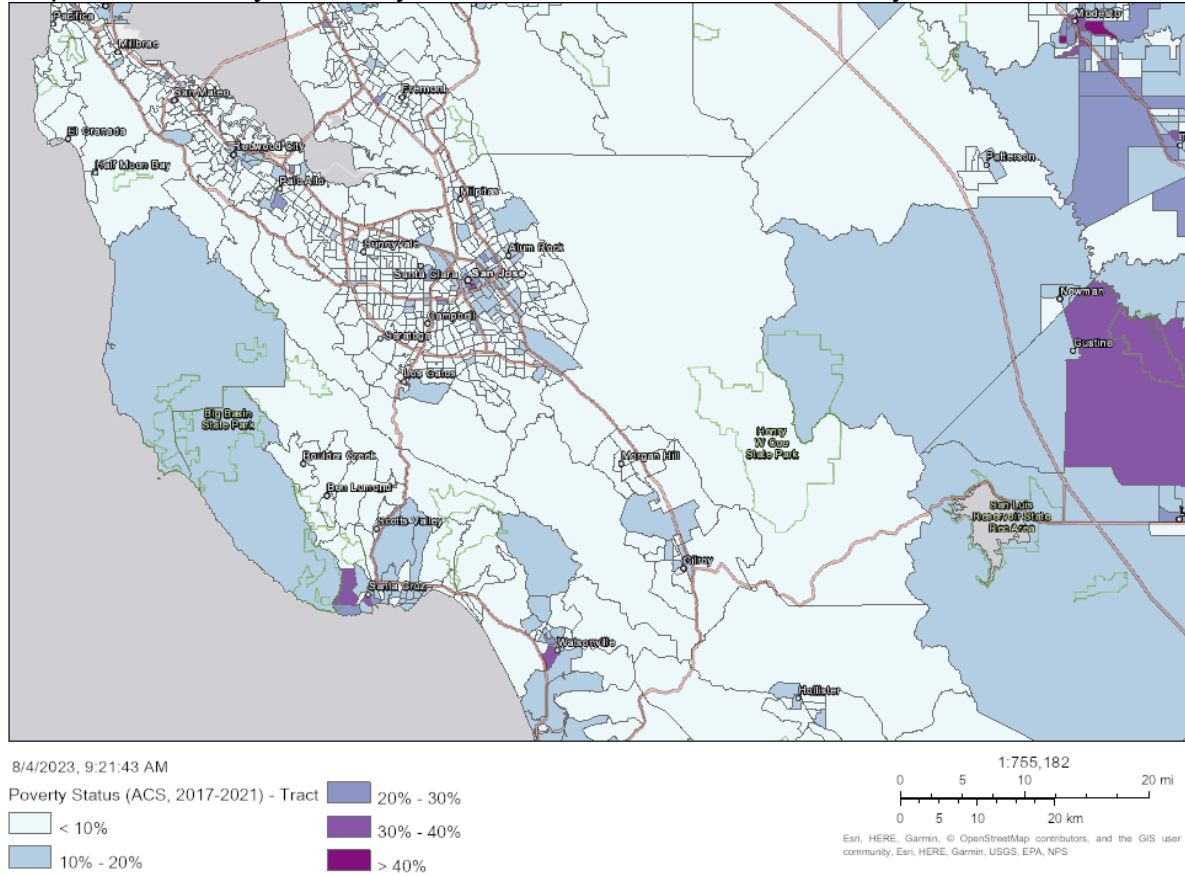 Pacifica
Modesto
Millbrae
San Mateo
Fremont
El Granada
Redwood City
Half Moon Bay
Palo Alto
Patterson
Milpitas
Sunnyvale
Alum Rock
Santa Clara
San Jose
Newman
Campbell
Saratoga
Gustine
Los Gatos
Big Basin
State Park
Henry
W Coe
State Park
Boulder Creek
Morgan Hill
Ben Lomond
San Luis
Reservoir State
Rec Area
Scotts Valley
Gilroy
Santa Cruz
Watsonville
Hollister
8/4/2023, 9:21:43 AM
Poverty Status (ACS, 2017-2021) - Tract
< 10%
10% - 20%
20% - 30%
30% - 40%
> 40%
1:755,182
0 5 10 20 mi
0 5 10 20 km
Esri, HERE, Garmin, © OpenStreetMap contributors, and the GIS user
community, Esri, HERE, Garmin, USGS, EPA, NPS